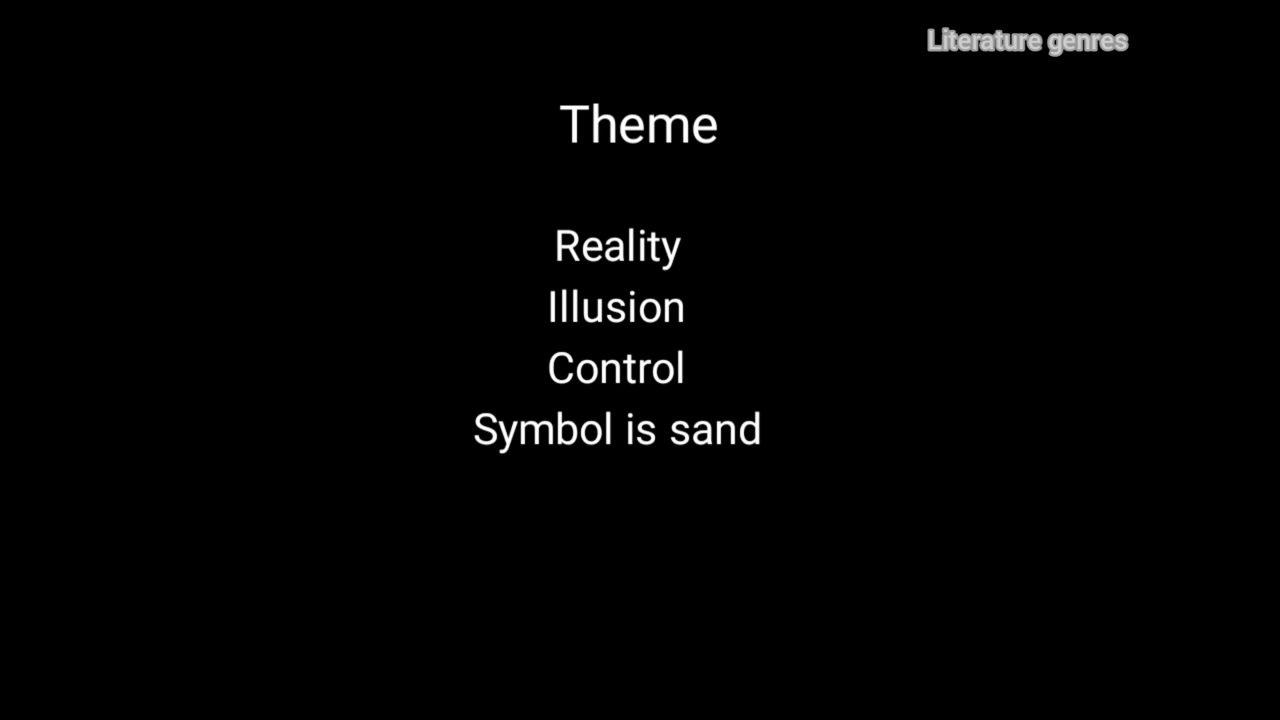 Literature genres
Theme
Reality
Illusion
Control
Symbol is sand